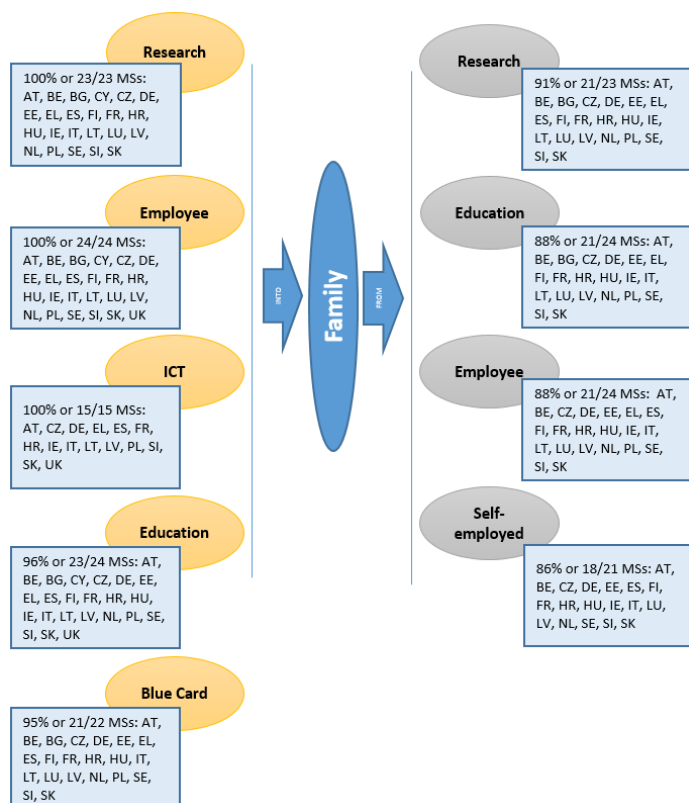 Research
100% or 23/23 MSs:
AT, BE, BG, CY, CZ, DE,
EE, EL, ES, FI, FR, HR,
HU, IE, IT, LT, LU, LV,
NL, PL, SE, SI, SK
Employee
100% or 24/24 MSs:
AT, BE, BG, CY, CZ, DE,
EE, EL, ES, FI, FR, HR,
HU, IE, IT, LT, LU, LV,
NL, PL, SE, SI, SK, UK
ICT
100% or 15/15 MSs:
AT, CZ, DE, EL, ES, FR,
HR, IE, IT, LT, LV, PL, SI,
SK, UK
Education
96% or 23/24 MSs: AT,
BE, BG, CY, CZ, DE, EE,
EL, ES, FI, FR, HR, HU,
IE, IT, LT, LV, NL, PL, SE,
SI, SK, UK
Blue Card
95% or 21/22 MSs: AT,
BE, BG, CZ, DE, EE, EL,
ES, FI, FR, HR, HU, IT,
LT, LU, LV, NL, PL, SE,
SI, SK
INTO
Family
FROM
Research
91% or 21/23 MSs: AT,
BE, BG, CZ, DE, EE, EL,
ES, FI, FR, HR, HU, IE,
LT, LU, LV, NL, PL, SE,
SI, SK
Education
88% or 21/24 MSs: AT,
BE, BG, CZ, DE, EE, EL,
FI, FR, HR, HU, IE, IT,
LT, LU, LV, NL, PL, SE,
SI, SK
Employee
88% or 21/24 MSs: AT,
BE, CZ, DE, EE, EL, ES,
FI, FR, HR, HU, IE, IT,
LT, LU, LV, NL, PL, SE,
SI, SK
Self-
employed
86% or 18/21 MSs: AT,
BE, CZ, DE, EE, ES, FI,
FR, HR, HU, IE, IT, LU,
LV, NL, SE, SI, SK